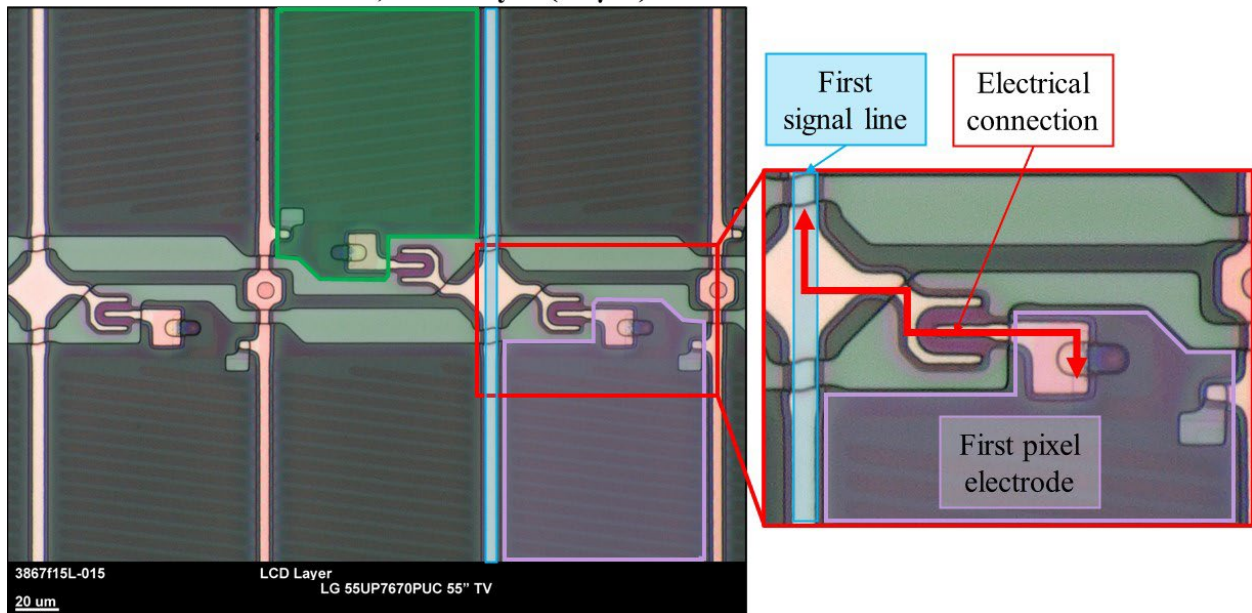 First
signal line
Electrical
connection
First pixel
electrode
3867f15L-015
LCD Layer
LG 55UP7670PUC 55" TV
20 um